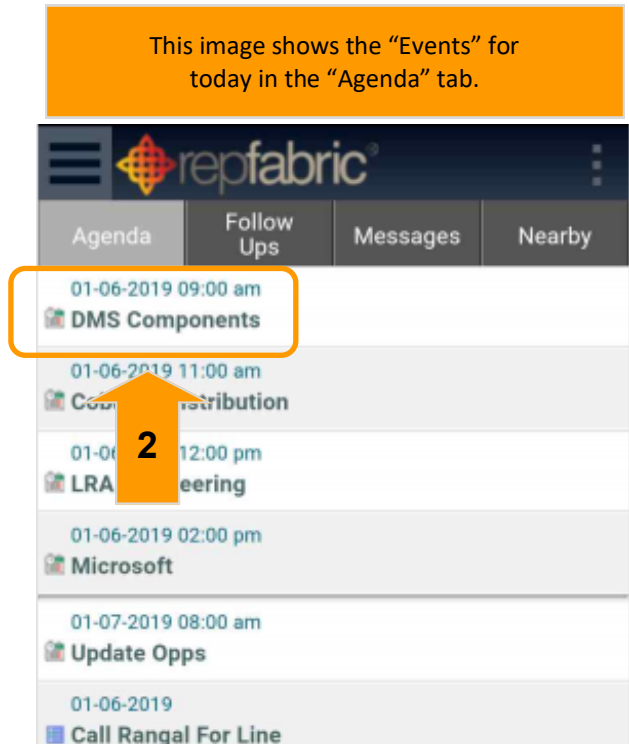 This image shows the “Events” for
today in the “Agenda” tab.
repfabric®
Agenda
Follow
Ups
Messages
Nearby
01-06-2019 09:00 am
DMS Components
01-06-2019 11:00 am
stribution
2
12:00 pm
LRA eering
01-06-2019 02:00 pm
Microsoft
01-07-2019 08:00 am
Update Opps
01-06-2019
Call Rangal For Line